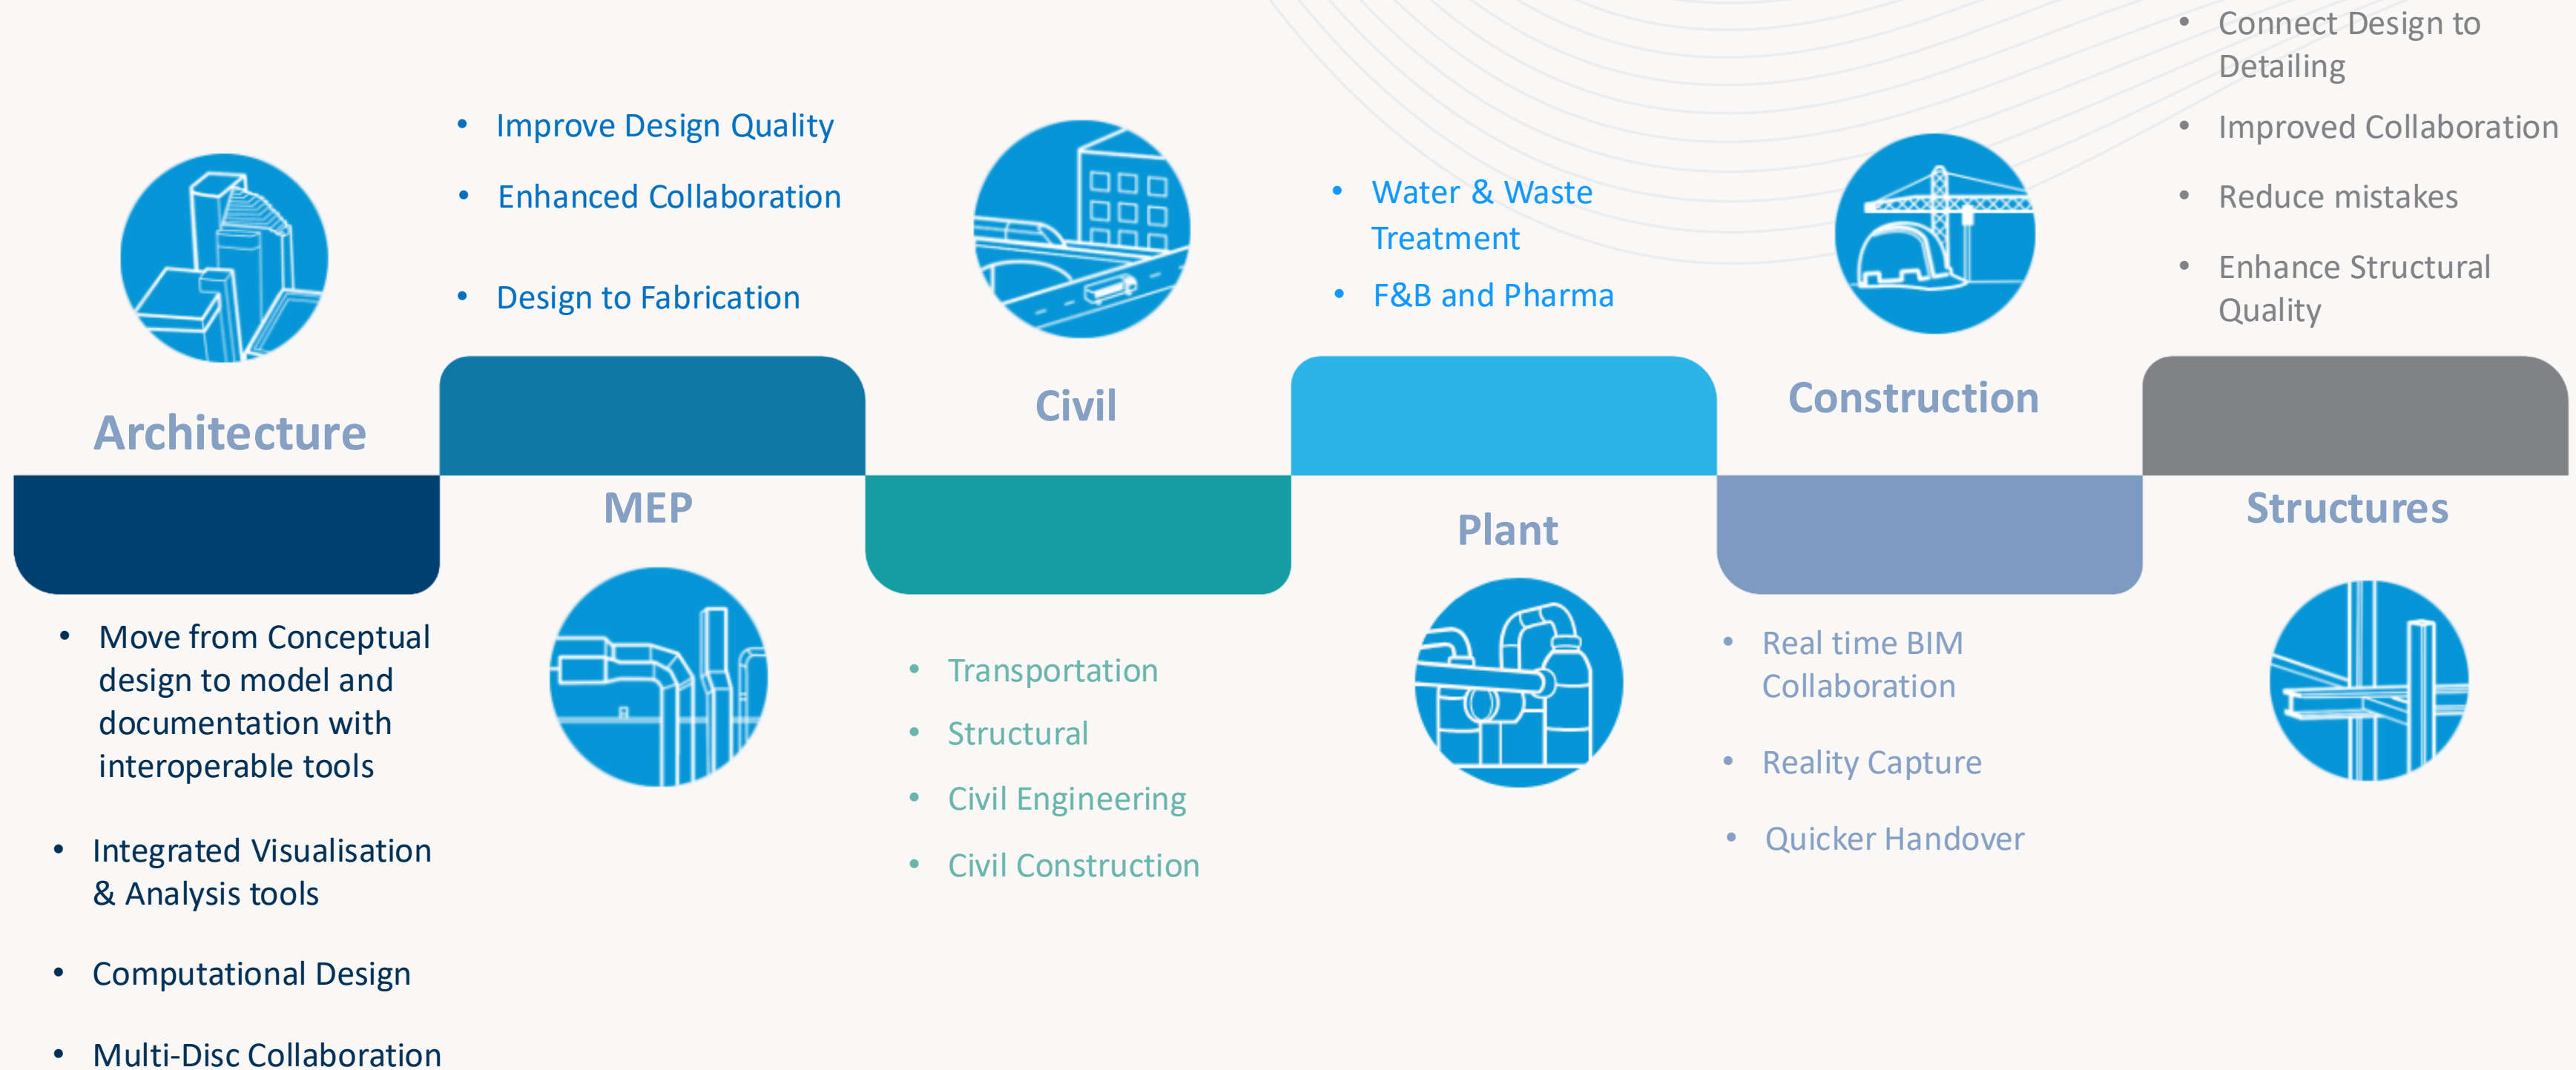 Architecture
• Move from Conceptual
design to model and
documentation with
interoperable tools
• Integrated Visualisation
& Analysis tools
• Computational Design
• Multi-Disc Collaboration
• Improve Design Quality
• Enhanced Collaboration
• Design to Fabrication
MEP
Civil
• Transportation
• Structural
• Civil Engineering
• Civil Construction
• Water & Waste
Treatment
• F&B and Pharma
Plant
Construction
• Real time BIM
Collaboration
• Reality Capture
• Quicker Handover
• Connect Design to
Detailing
• Improved Collaboration
• Reduce mistakes
• Enhance Structural
Quality
Structures